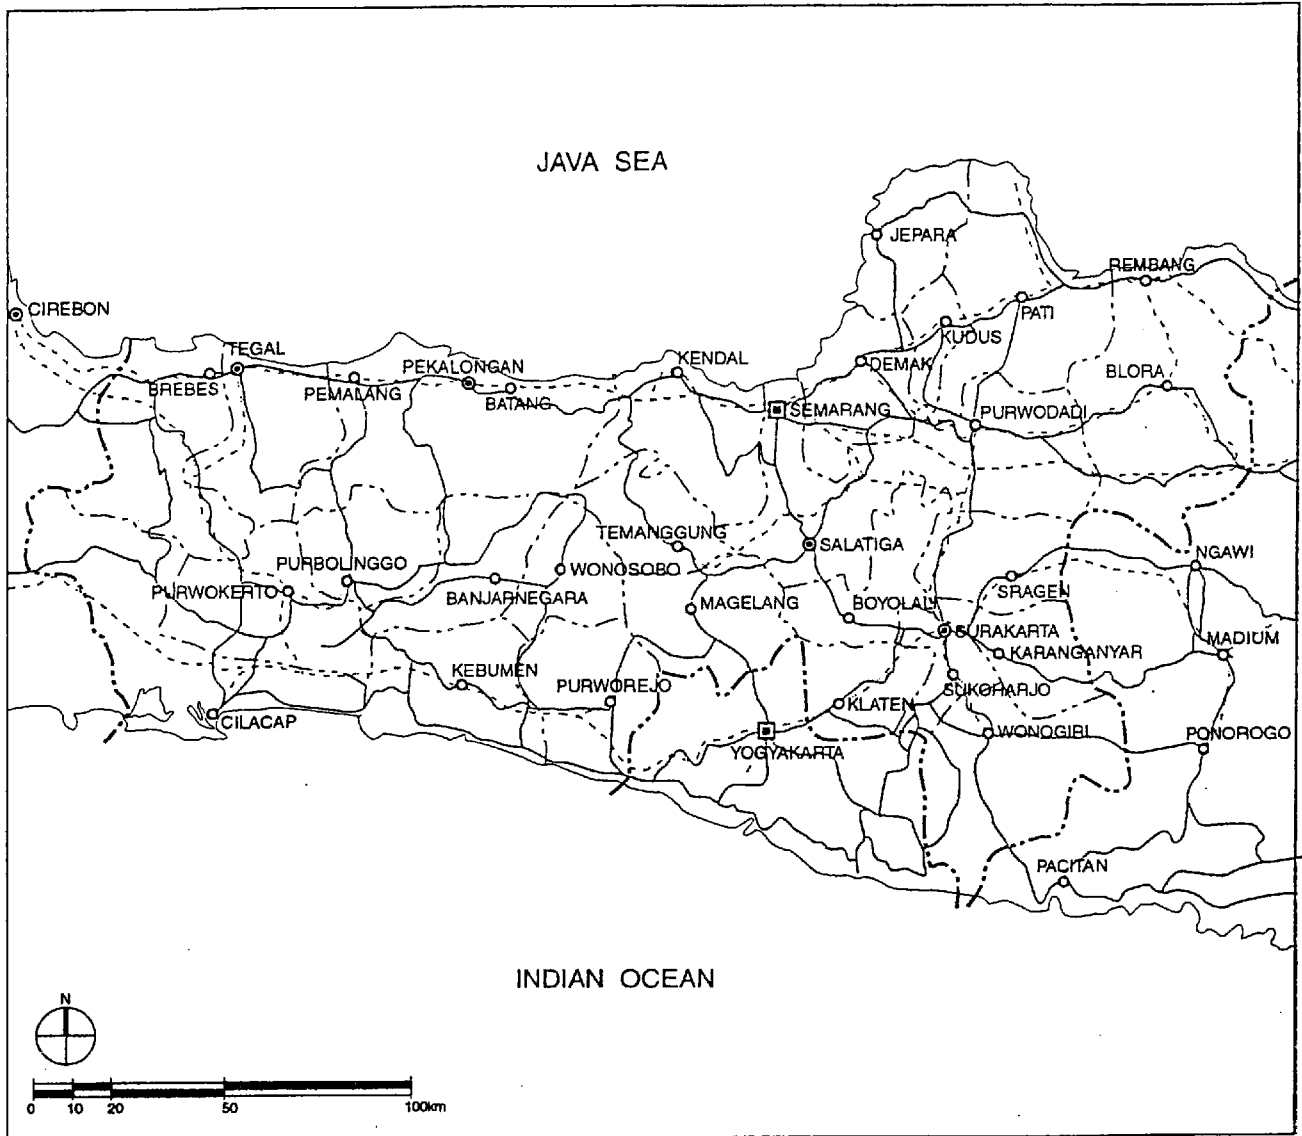 JAVA SEA
JEPARA
REMBANG
CIREBON
PATI
KUDUS
TEGAL
KENDAL
DEMAK
PEKALONGAN
BREBES
PEMALANG
BATANG
BLORA
SEMARANG
PURWODADI
TEMANGGUNG
SALATIGA
NGAWI
PURBOLINGGO
WONOSOBO
PURWOKERTO
BANJARNEGARA
SRAGEN
MAGELANG
BOYOLALI
SURAKARTA
MADIUM
KARANGANYAR
KEBUMEN
PURWOREJO
SUKOHARJO
KLATEN
CILACAP
WONOGIRI
PONOROGO
YOGYAKARTA
PACITAN
INDIAN OCEAN
N
0 10 20 50 100km